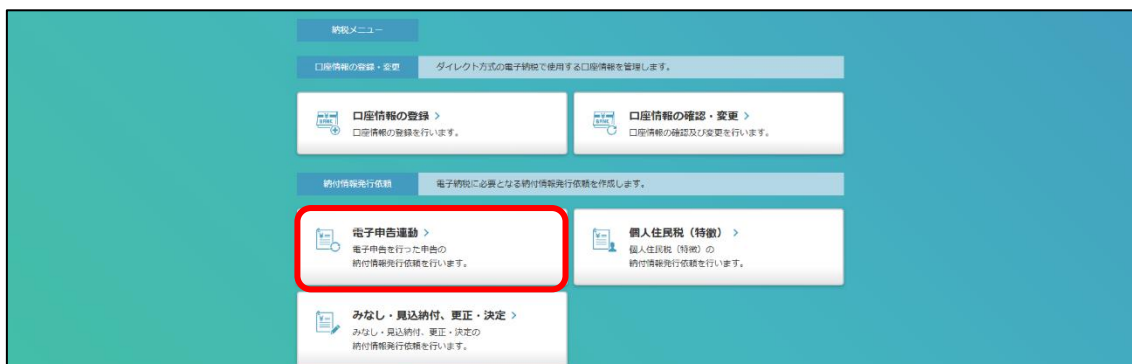 納税メニュー
口座情報の登録・変更 ダイレクト方式の電子納税で使用する口座情報を管理します。
口座情報の登録 >
口座情報の登録を行います。
口座情報の確認・変更 >
口座情報の確認及び変更を行います。
納付情報発行依頼 電子納税に必要となる納付情報発行依頼を作成します。
電子申告連動 >
電子申告を行った申告の
納付情報発行依頼を行います。
個人住民税（特徴） >
個人住民税（特徴）の
納付情報発行依頼を行います。
みなし・見込納付、更正・決定 >
みなし・見込納付、更正・決定の
納付情報発行依頼を行います。